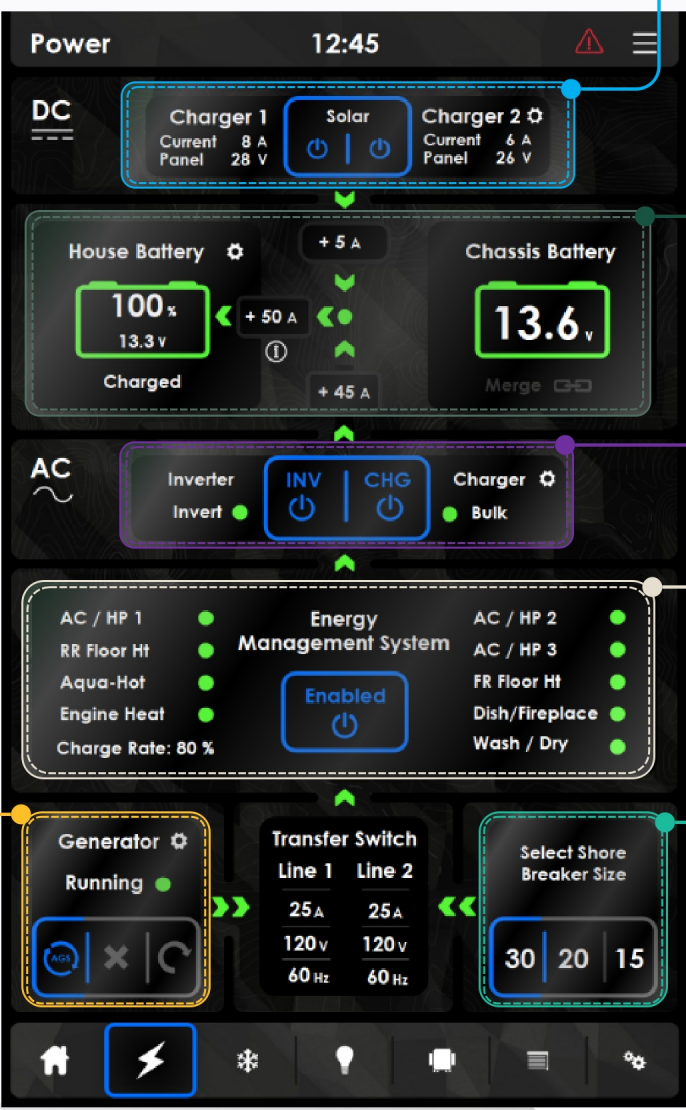 Power 12:45
DC
Charger 1 Solar Charger 2
Current 8 A Current 6 A
Panel 28 V Panel 26 V
+ 5 A
House Battery Chassis Battery
100 %
13.3 V
+ 50 A
13.6 V
Charged
+ 45 A
Merge
AC
Inverter INV CHG Charger
Invert Bulk
AC / HP 1 Energy AC / HP 2
RR Floor Ht Management System AC / HP 3
Aqua-Hot FR Floor Ht
Engine Heat Enabled Dish/Fireplace
Charge Rate: 80 % Wash / Dry
Generator Transfer Switch Select Shore
Running Line 1 Line 2 Breaker Size
25 A 25 A
120 V 120 V
60 Hz 60 Hz
AGS
30 20 15